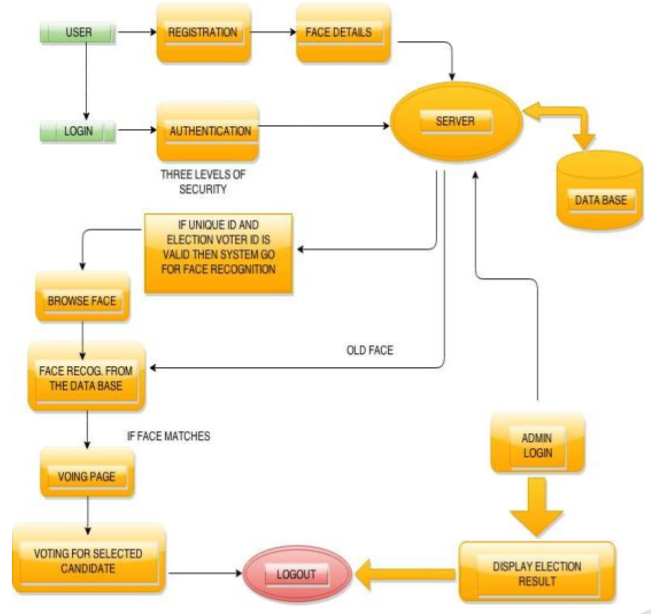 USER
REGISTRATION
FACE DETAILS
SERVER
LOGIN
AUTHENTICATION
THREE LEVELS OF
SECURITY
DATA BASE
IF UNIQUE ID AND
ELECTION VOTER ID IS
VALID THEN SYSTEM GO
FOR FACE RECOGNITION
BROWSE FACE
OLD FACE
FACE RECOG. FROM
THE DATA BASE
IF FACE MATCHES
ADMIN
LOGIN
VOING PAGE
VOTING FOR SELECTED
CANDIDATE
LOGOUT
DISPLAY ELECTION
RESULT